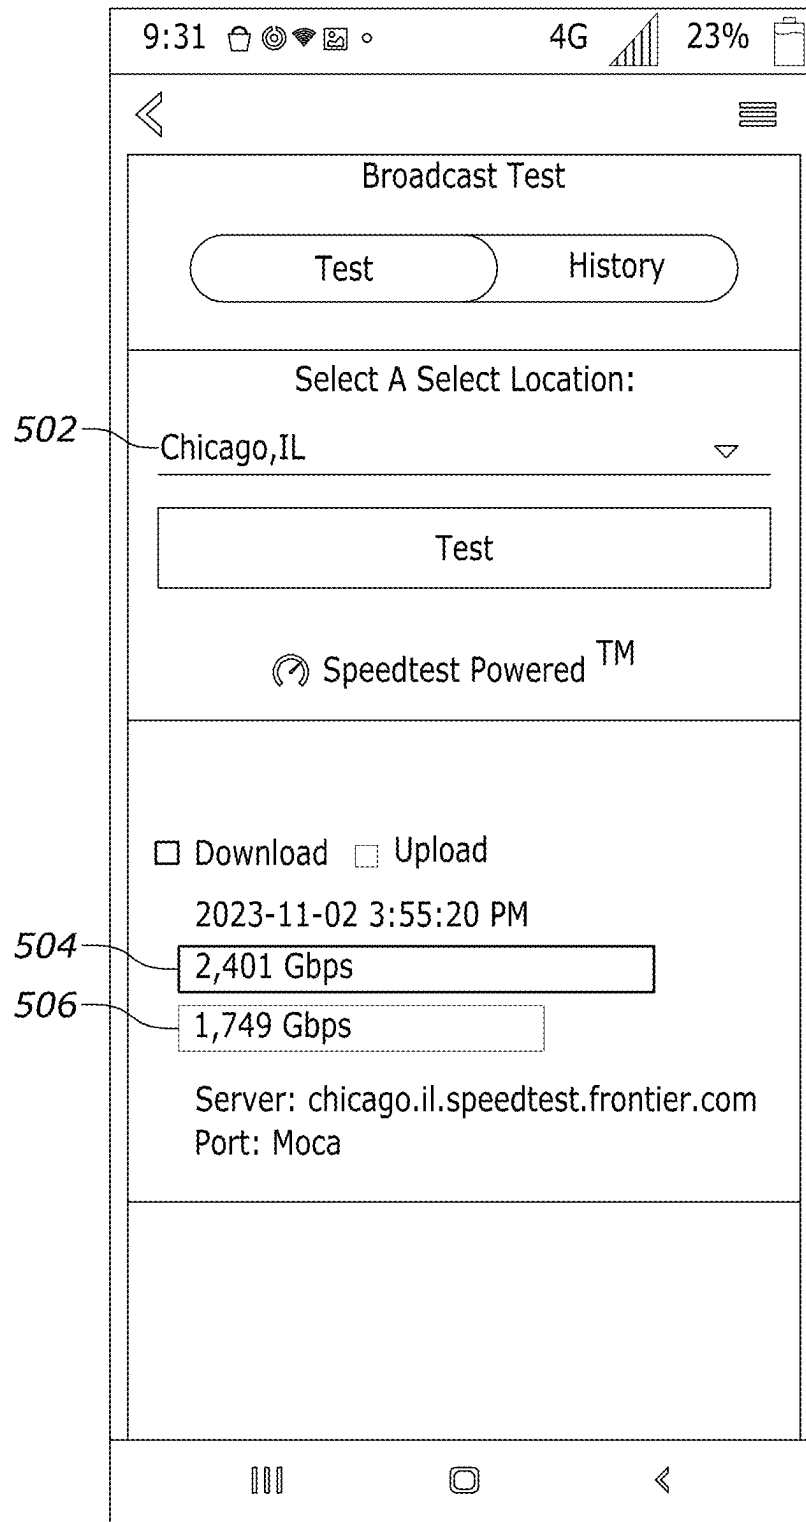 9:31 4G 23%
Broadcast Test
Test History
Select A Select Location:
502
Chicago,IL
Test
Speedtest Powered TM
Download Upload
2023-11-02 3:55:20 PM
504
2,401 Gbps
506
1,749 Gbps
Server: chicago.il.speedtest.frontier.com
Port: Moca